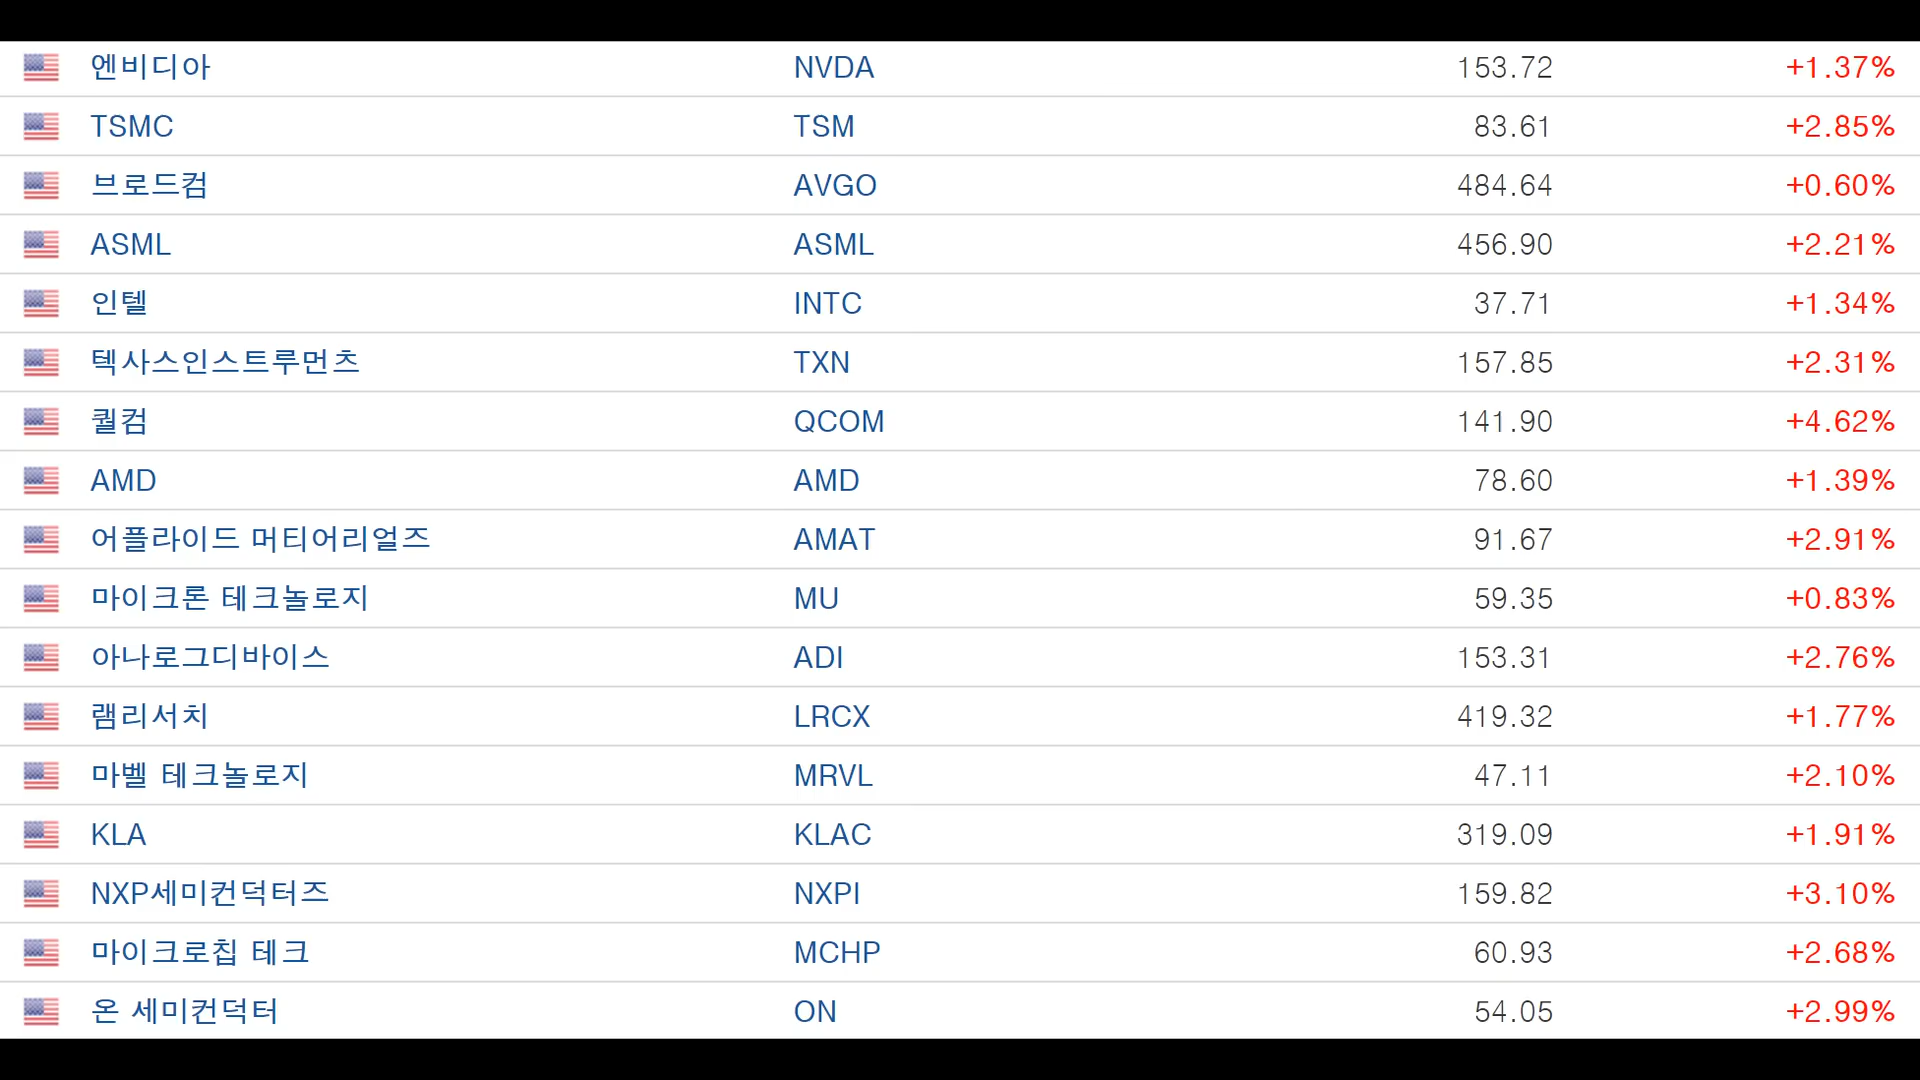 엔비디아 NVDA 153.72 +1.37%
TSMC TSM 83.61 +2.85%
브로드컴 AVGO 484.64 +0.60%
ASML ASML 456.90 +2.21%
인텔 INTC 37.71 +1.34%
텍사스인스트루먼츠 TXN 157.85 +2.31%
퀄컴 QCOM 141.90 +4.62%
AMD AMD 78.60 +1.39%
어플라이드 머티어리얼즈 AMAT 91.67 +2.91%
마이크론 테크놀로지 MU 59.35 +0.83%
아나로그디바이스 ADI 153.31 +2.76%
램리서치 LRCX 419.32 +1.77%
마벨 테크놀로지 MRVL 47.11 +2.10%
KLA KLAC 319.09 +1.91%
NXP세미컨덕터즈 NXPI 159.82 +3.10%
마이크로칩 테크 MCHP 60.93 +2.68%
온 세미컨덕터 ON 54.05 +2.99%